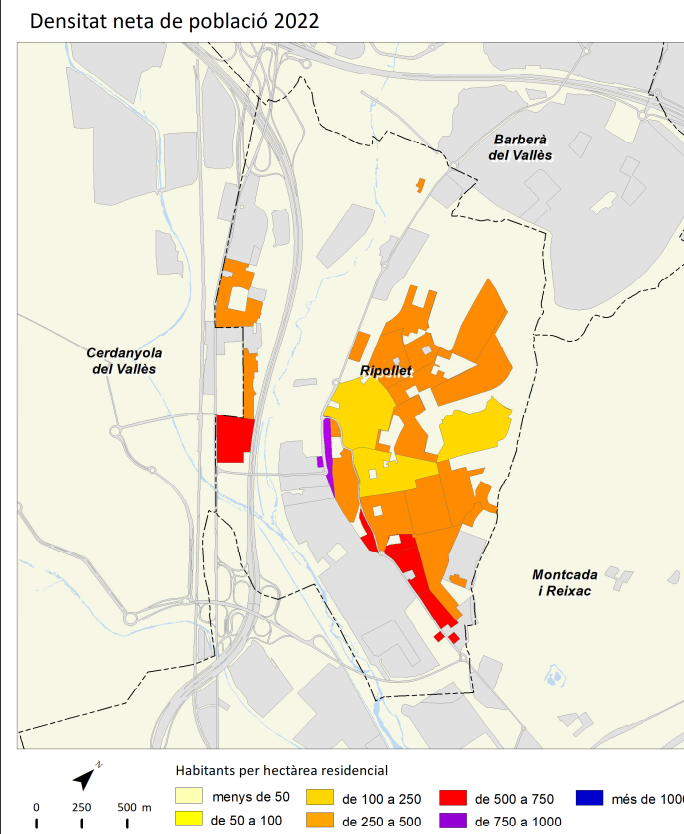 Densitat neta de població 2022
Barberà
del Vallès
Cerdanyola
del Vallès
Ripollet
Montcada
i Reixac
N
0 250 500 m
Habitants per hectàrea residencial
menys de 50
de 50 a 100
de 100 a 250
de 250 a 500
de 500 a 750
de 750 a 1000
més de 1000